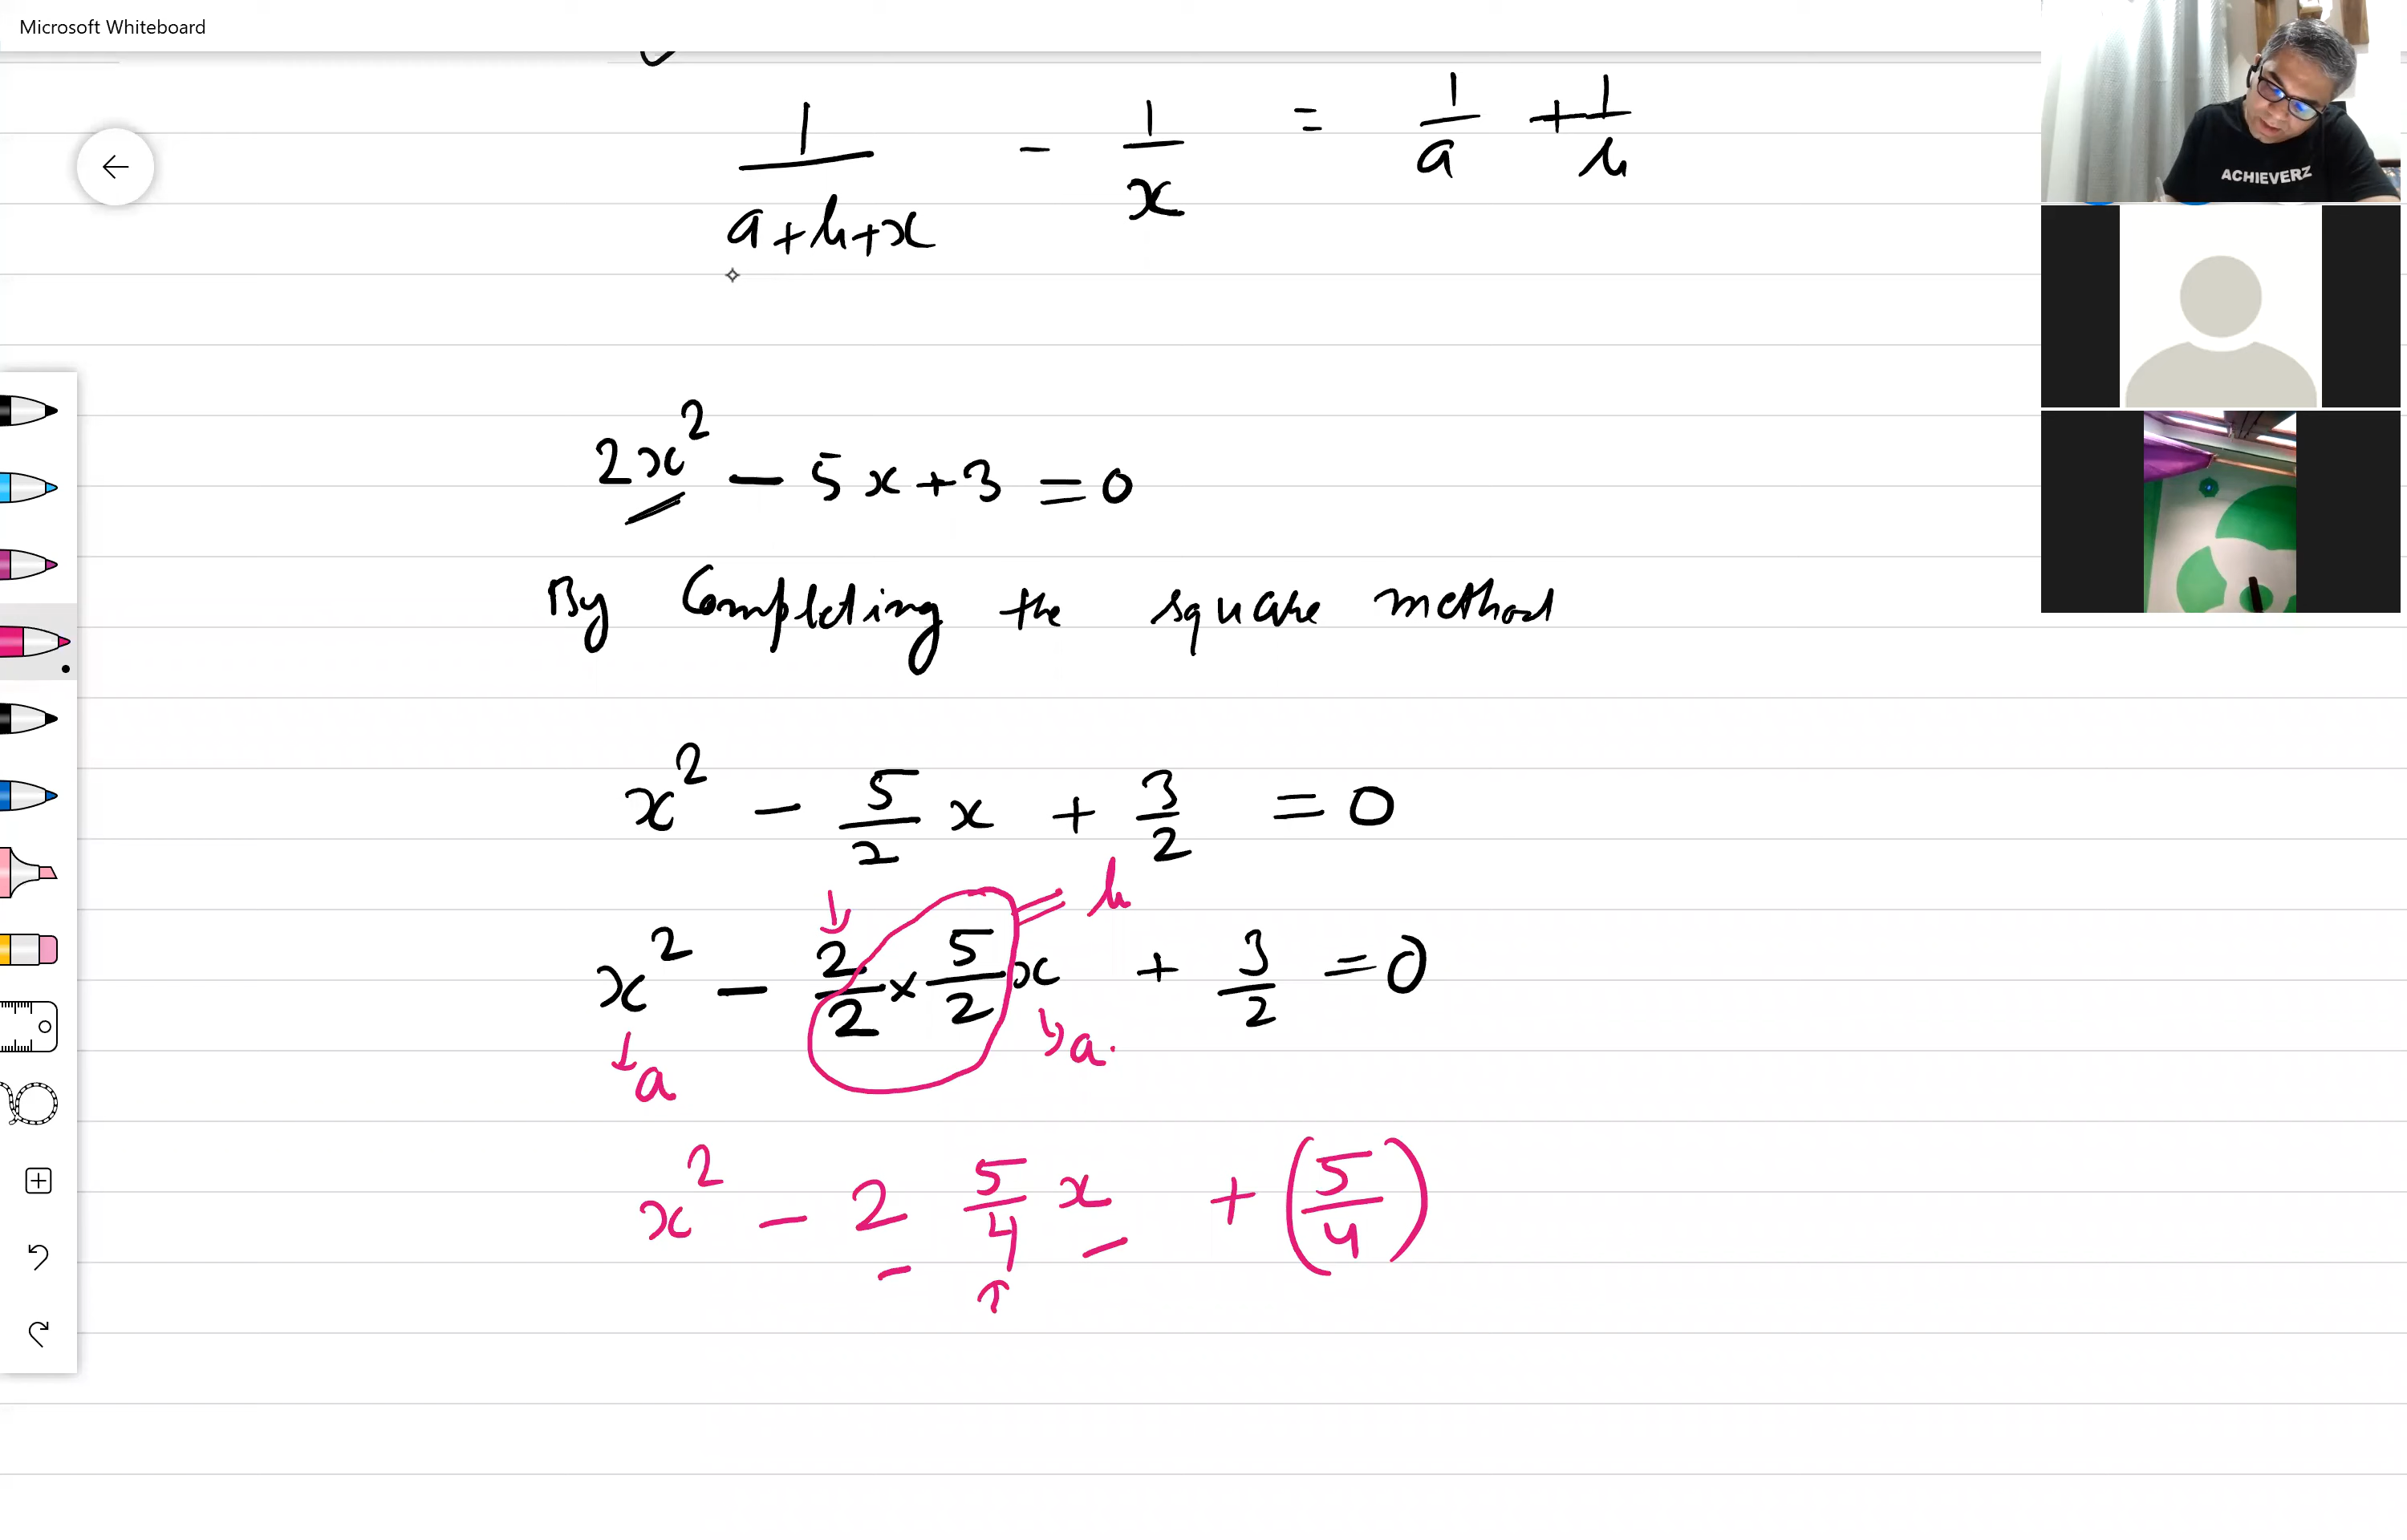 Microsoft Whiteboard
1/(a+b+x) - 1/x = 1/a + 1/b
ACHIEVERZ
2x² - 5x + 3 = 0
By Completing the square method
x² - 5/2 x + 3/2 = 0
b
x² - 2/2 × 5/2 x + 3/2 = 0
a a.
x² - 2 5/4 x + (5/4)